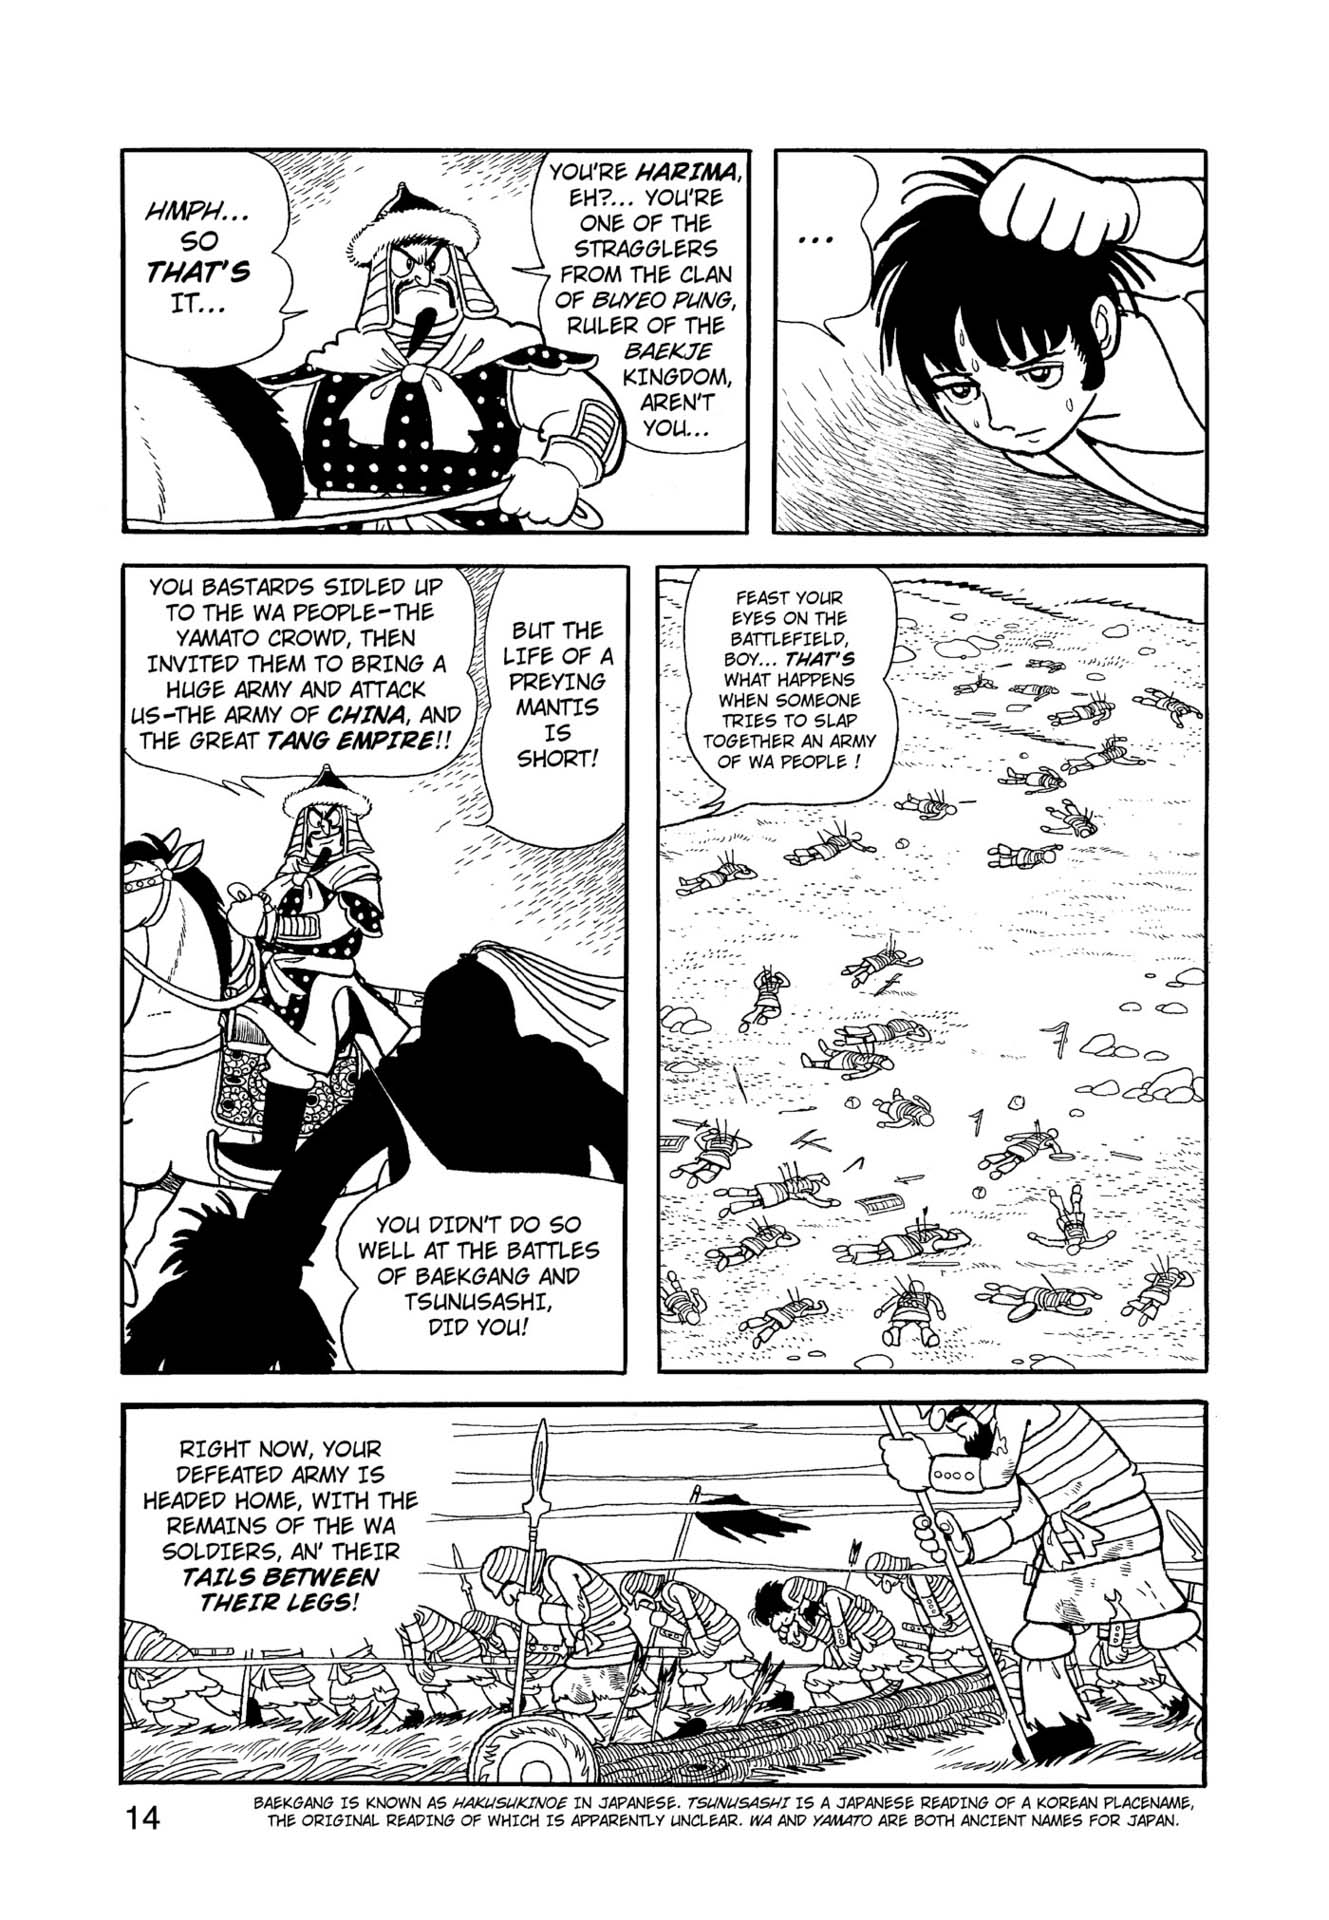 HMPH...
SO
THAT'S
IT...
YOU'RE HARIMA,
EH?... YOU'RE
ONE OF THE
STRAGGLERS
FROM THE CLAN
OF BUYEO PUNG,
RULER OF THE
BAEKJE
KINGDOM,
AREN'T
YOU...
...
YOU BASTARDS SIDLED UP
TO THE WA PEOPLE-THE
YAMATO CROWD, THEN
INVITED THEM TO BRING A
HUGE ARMY AND ATTACK
US-THE ARMY OF CHINA, AND
THE GREAT TANG EMPIRE!!
BUT THE
LIFE OF A
PREYING
MANTIS
IS
SHORT!
YOU DIDN'T DO SO
WELL AT THE BATTLES
OF BAEKGANG AND
TSUNUSASHI,
DID YOU!
FEAST YOUR
EYES ON THE
BATTLEFIELD,
BOY... THAT'S
WHAT HAPPENS
WHEN SOMEONE
TRIES TO SLAP
TOGETHER AN ARMY
OF WA PEOPLE !
RIGHT NOW, YOUR
DEFEATED ARMY IS
HEADED HOME, WITH THE
REMAINS OF THE WA
SOLDIERS, AN' THEIR
TAILS BETWEEN
THEIR LEGS!
14
BAEKGANG IS KNOWN AS HAKUSUKINOE IN JAPANESE. TSUNUSASHI IS A JAPANESE READING OF A KOREAN PLACENAME,
THE ORIGINAL READING OF WHICH IS APPARENTLY UNCLEAR. WA AND YAMATO ARE BOTH ANCIENT NAMES FOR JAPAN.